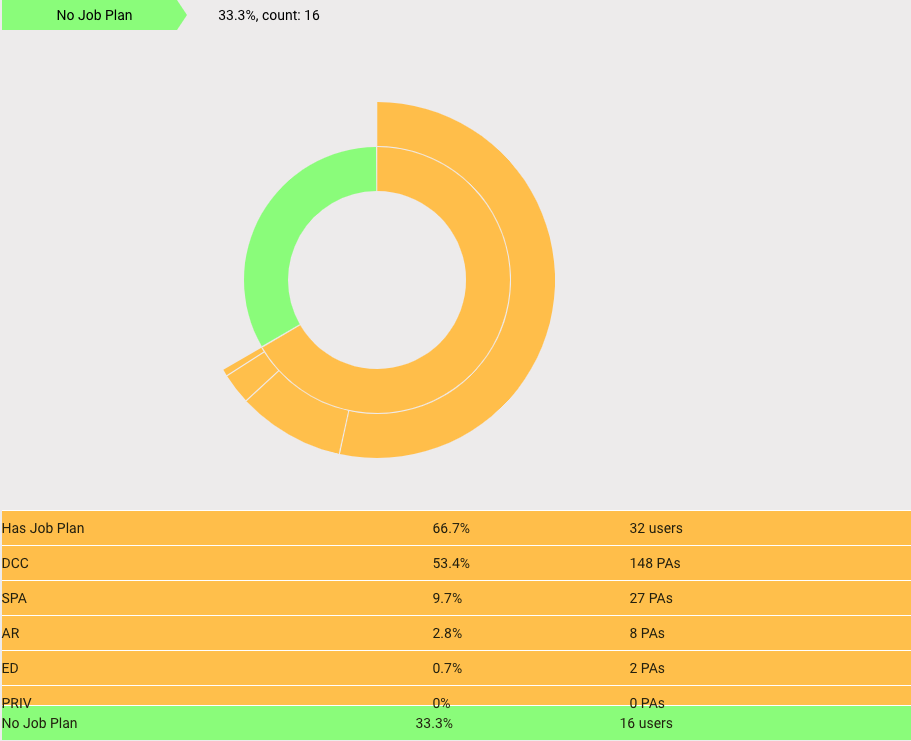 No Job Plan 33.3%, count: 16
Has Job Plan 66.7% 32 users
DCC 53.4% 148 PAs
SPA 9.7% 27 PAs
AR 2.8% 8 PAs
ED 0.7% 2 PAs
PRIV 0% 0 PAs
No Job Plan 33.3% 16 users